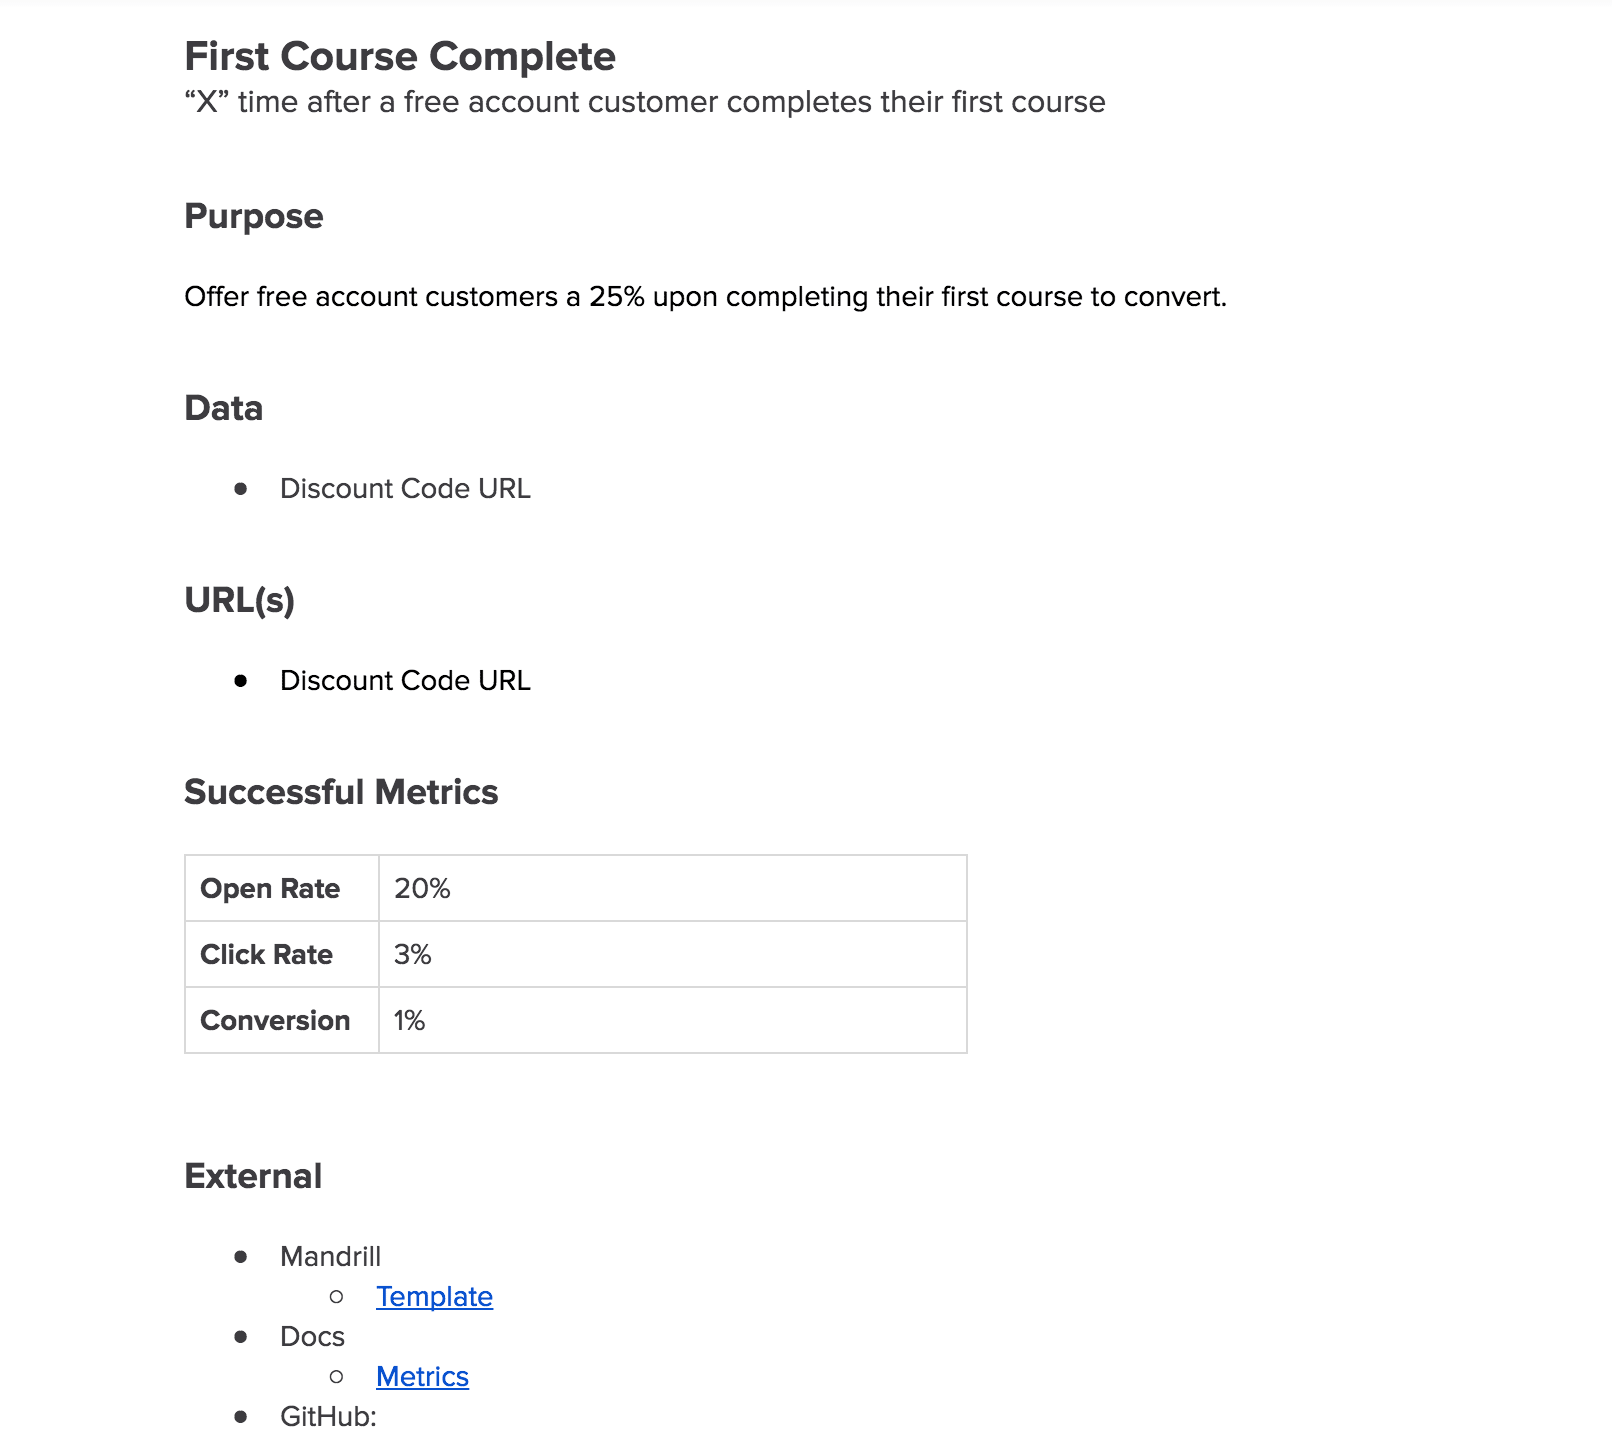 First Course Complete
“X” time after a free account customer completes their first course
Purpose
Offer free account customers a 25% upon completing their first course to convert.
Data
● Discount Code URL
URL(s)
● Discount Code URL
Successful Metrics
Open Rate 20%
Click Rate 3%
Conversion 1%
External
● Mandrill
○ Template
● Docs
○ Metrics
● GitHub: